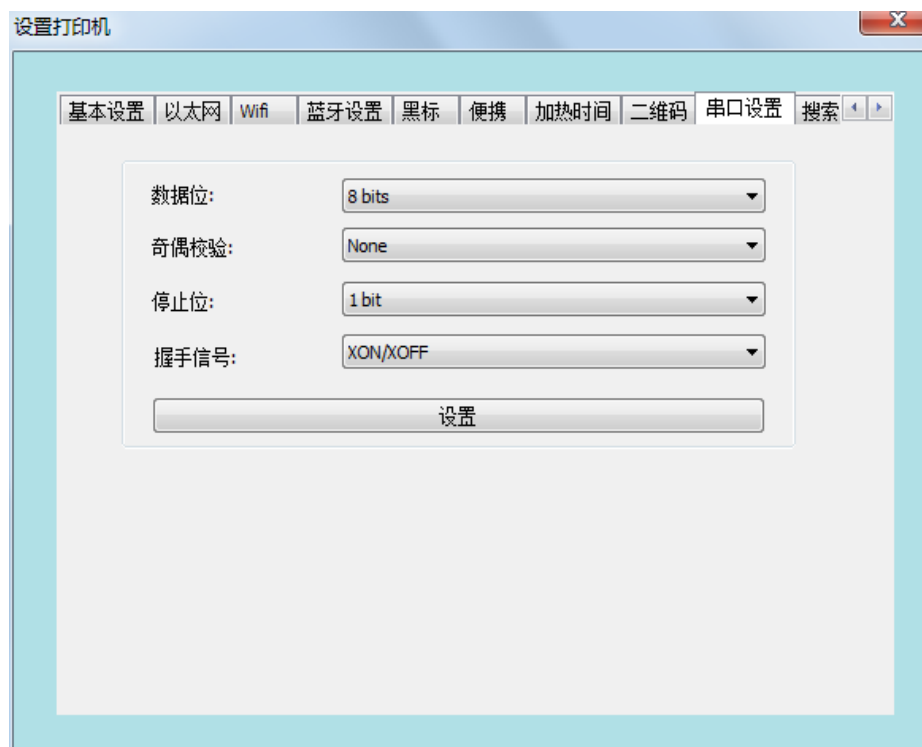 设置打印机
基本设置 以太网 Wifi 蓝牙设置 黑标 便携 加热时间 二维码 串口设置 搜索
数据位: 8 bits
奇偶校验: None
停止位: 1 bit
握手信号: XON/XOFF
设置